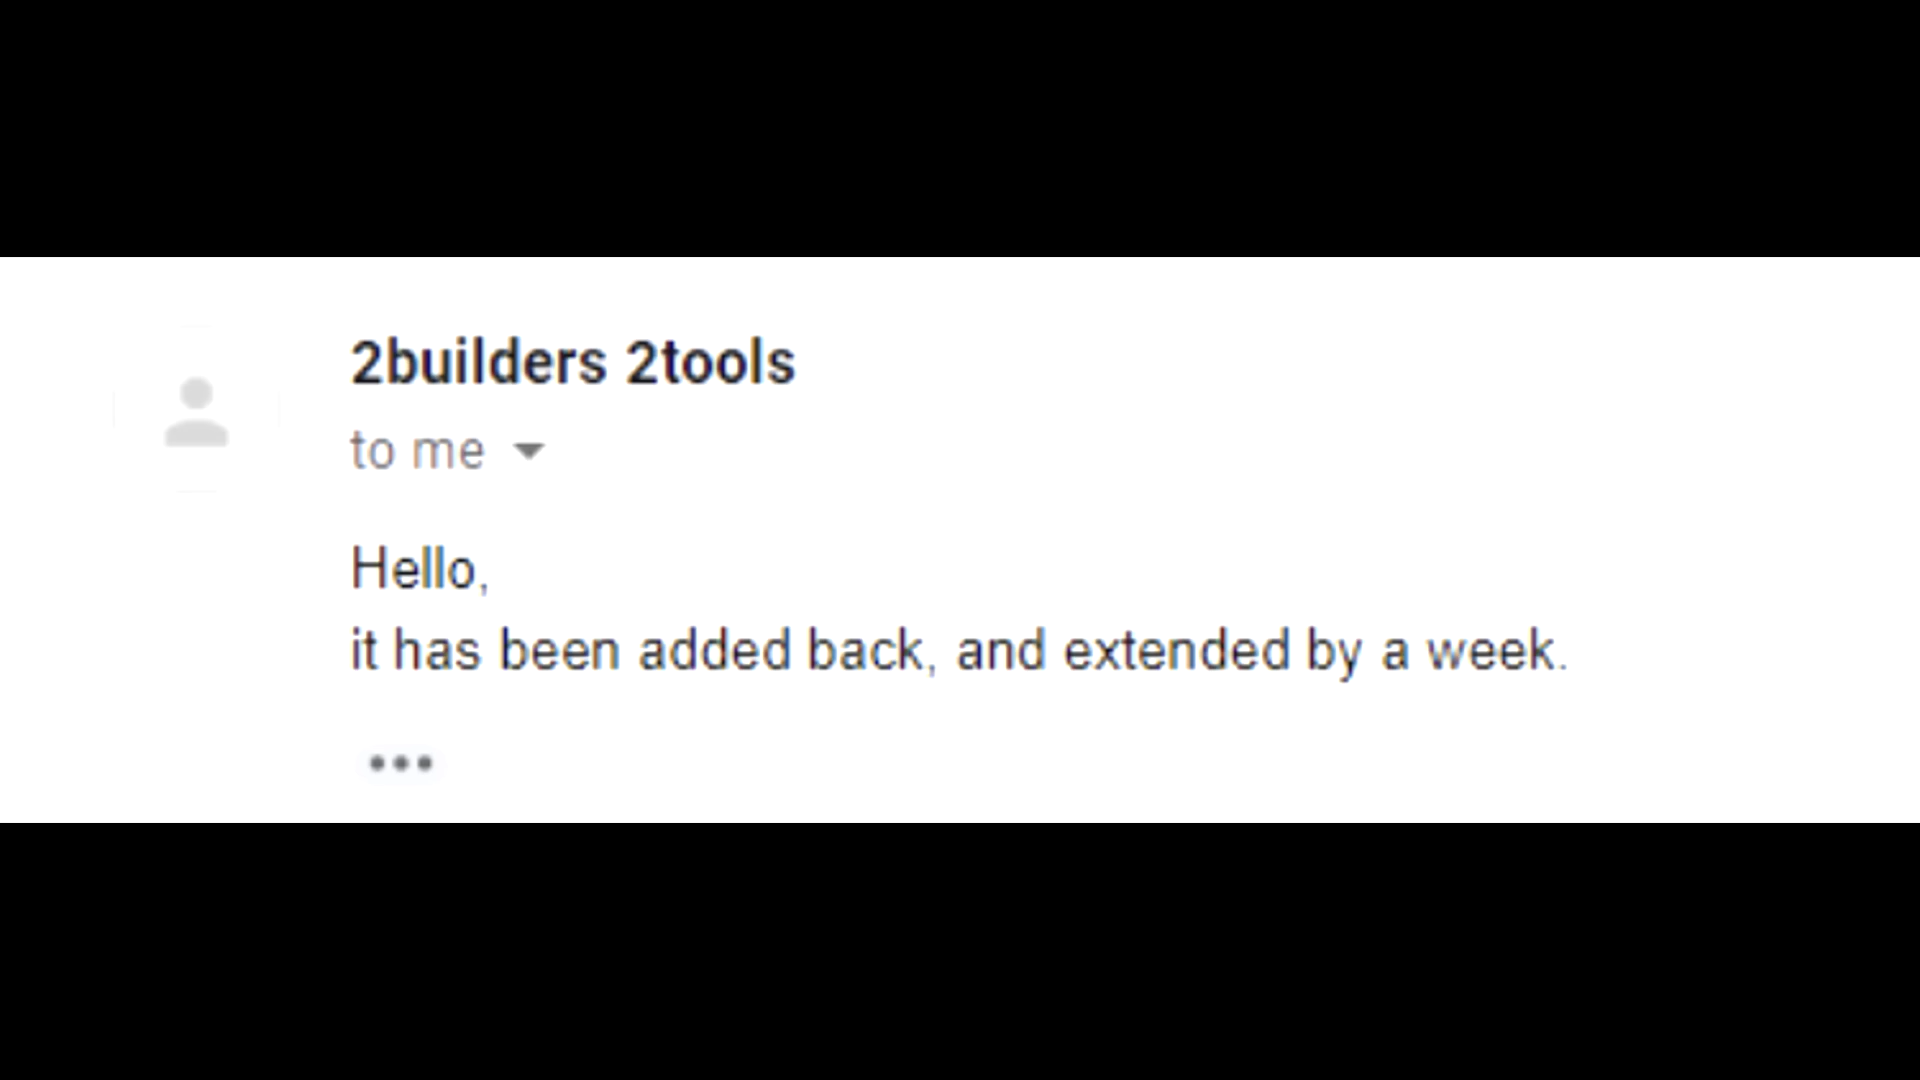 2builders 2tools
to me
Hello,
it has been added back, and extended by a week.